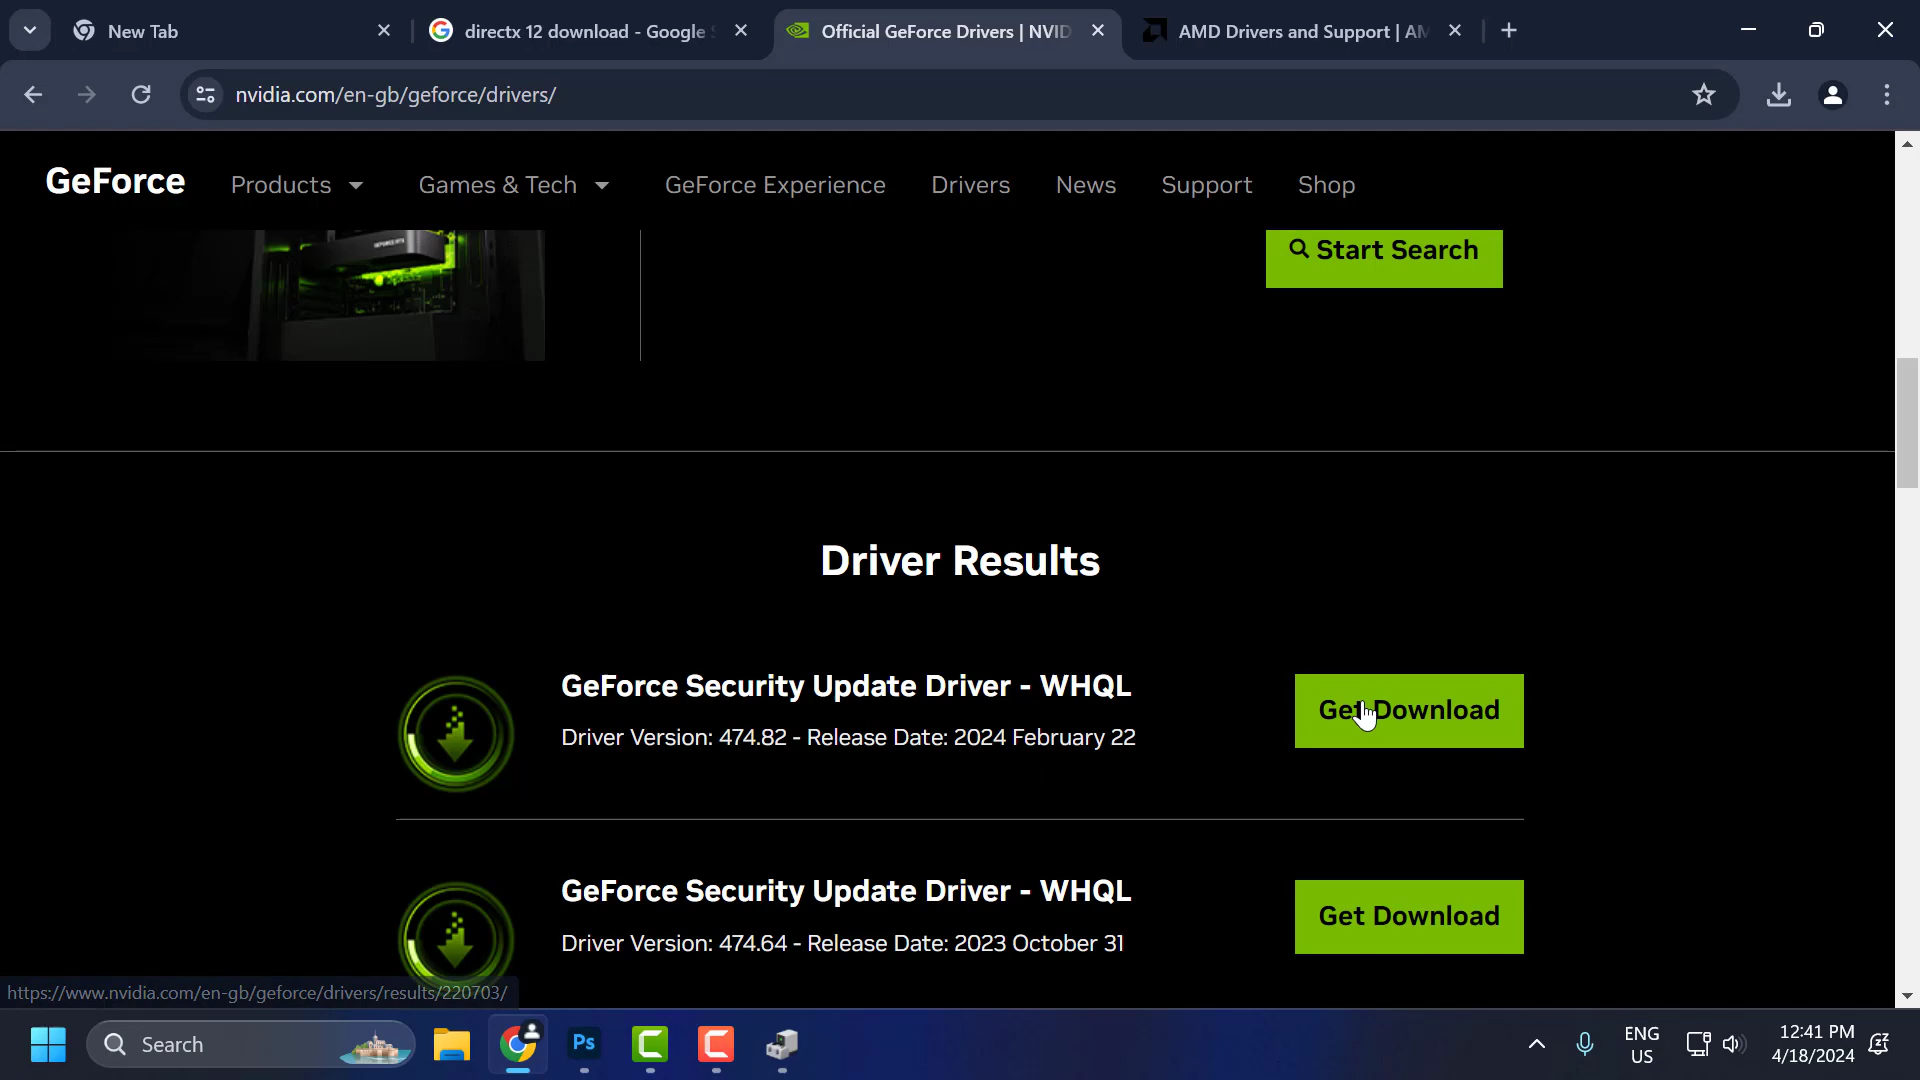 New Tab
directx 12 download - Google
Official GeForce Drivers | NVID
AMD Drivers and Support |
nvidia.com/en-gb/geforce/drivers/
GeForce
Products
Games & Tech
GeForce Experience
Drivers
News
Support
Shop
Start Search
Driver Results
GeForce Security Update Driver - WHQL
Get Download
Driver Version: 474.82 - Release Date: 2024 February 22
GeForce Security Update Driver - WHQL
Get Download
Driver Version: 474.64 - Release Date: 2023 October 31
https://www.nvidia.com/en-gb/geforce/drivers/results/220703/
Search
Ps
ENG
US
12:41 PM
4/18/2024